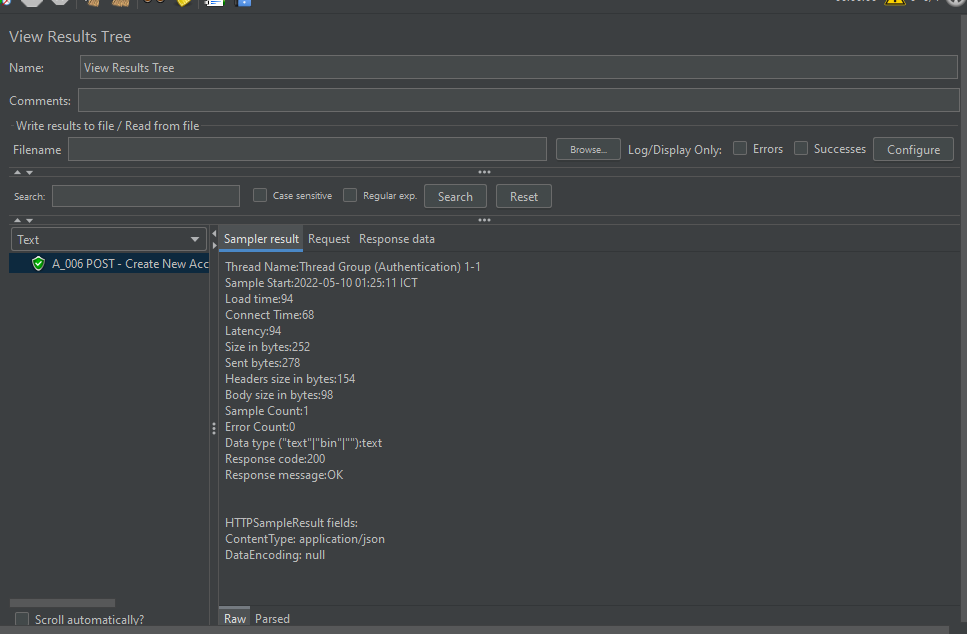 View Results Tree
Name: View Results Tree
Comments:
Write results to file / Read from file
Filename Browse... Log/Display Only: Errors Successes Configure
Search: Case sensitive Regular exp. Search Reset
Text
A_006 POST - Create New Acc
Sampler result Request Response data
Thread Name:Thread Group (Authentication) 1-1
Sample Start:2022-05-10 01:25:11 ICT
Load time:94
Connect Time:68
Latency:94
Size in bytes:252
Sent bytes:278
Headers size in bytes:154
Body size in bytes:98
Sample Count:1
Error Count:0
Data type ("text"|"bin"|""):text
Response code:200
Response message:OK
HTTPSampleResult fields:
ContentType: application/json
DataEncoding: null
Scroll automatically?
Raw Parsed